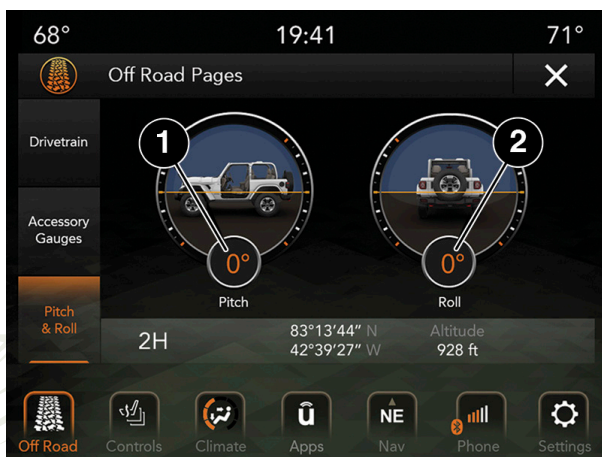 68°
19:41
71°
Off Road Pages
Drivetrain
Accessory
Gauges
Pitch
& Roll
1
2
0°
0°
Pitch
Roll
2H
83°13'44" N
42°39'27" W
Altitude
928 ft
NE
Off Road
Controls
Climate
Apps
Nav
Phone
Settings